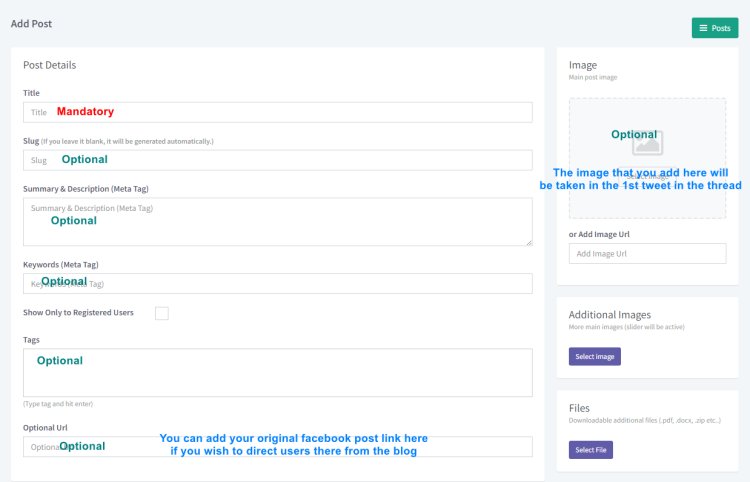 Add Post
Posts
Post Details
Title
Title Mandatory
Slug (If you leave it blank, it will be generated automatically.)
Slug Optional
Summary & Description (Meta Tag)
Summary & Description (Meta Tag)
Optional
Keywords (Meta Tag)
Keywords (Meta Tag)
Optional
Show Only to Registered Users
Tags
Optional
(Type tag and hit enter)
Optional Url
Optional
Optional
You can add your original facebook post link here
if you wish to direct users there from the blog
Image
Main post image
Optional
The image that you add here will
Select Image
be taken in the 1st tweet in the thread
or Add Image Url
Add Image Url
Additional Images
More main images (slider will be active)
Select Image
Files
Downloadable additional files (.pdf, .docx, .zip etc..)
Select File